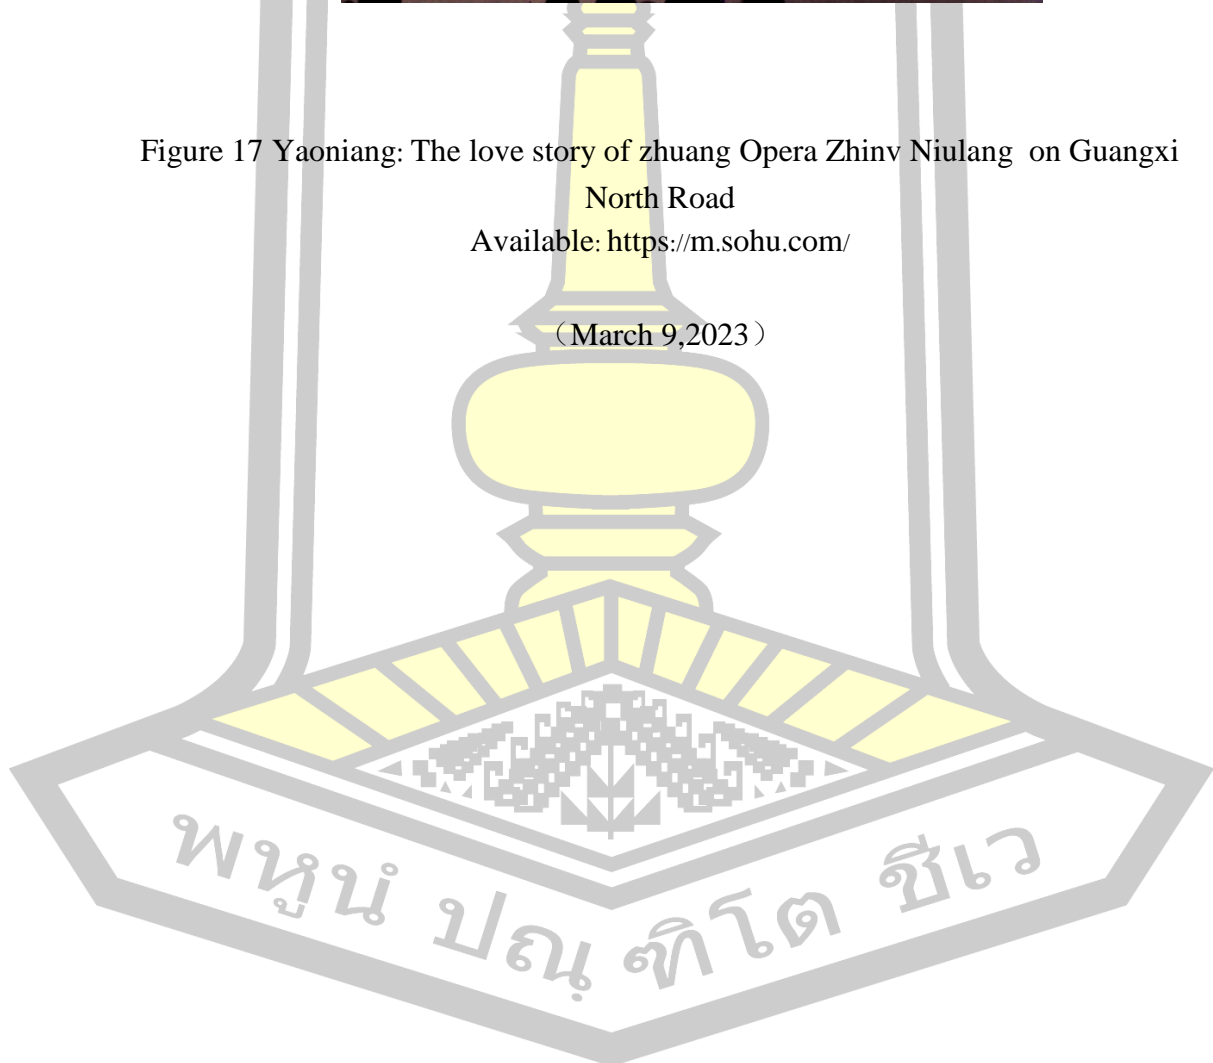 Figure 17 Yaoniang: The love story of zhuang Opera Zhinv Niulang  on Guangxi
North Road
Available: https://m.sohu.com/
（March 9,2023）
พหูนํ ปณฺฑิโต ชีเว